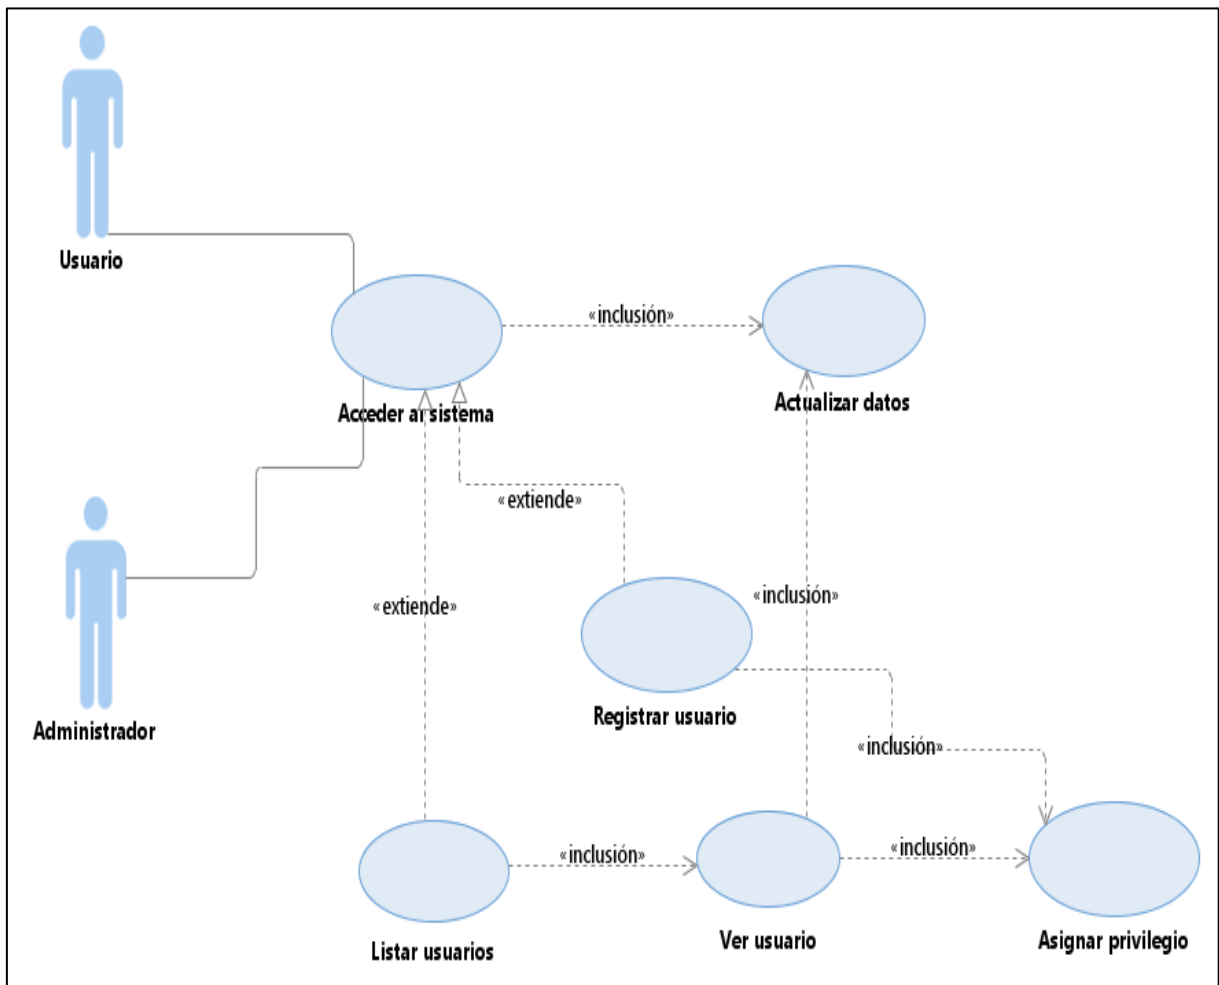 Usuario
«inclusión»
Acceder al sistema
Actualizar datos
«extiende»
«extiende»
«inclusión»
Registrar usuario
Administrador
«inclusión»
«inclusión»
«inclusión»
Listar usuarios
Ver usuario
Asignar privilegio